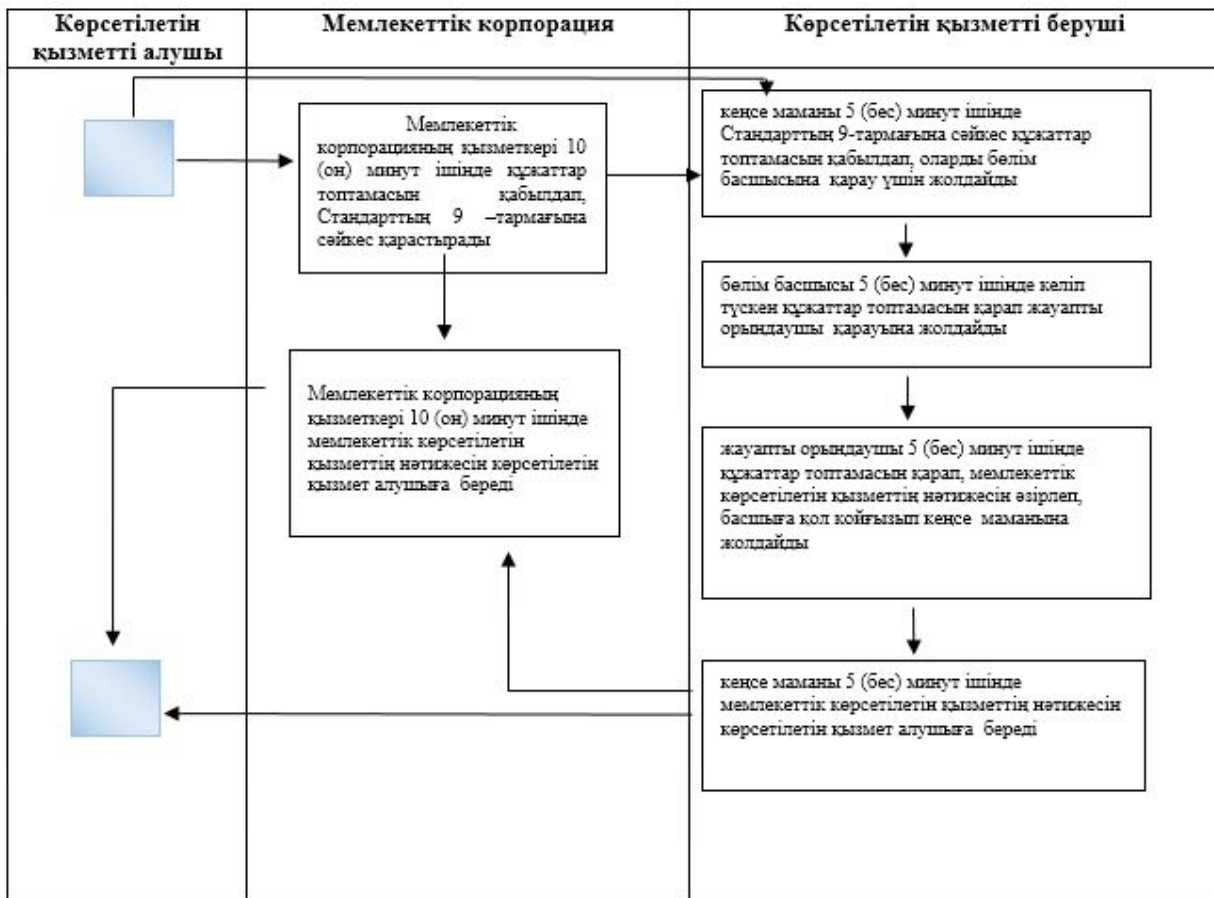 Көрсетілетін
қызметті алушы
Мемлекеттік корпорация
Көрсетілетін қызметті беруші
Мемлекеттік
корпорацияның қызметкері 10
(он) минут ішінде құжаттар
топтамасын қабылдап,
Стандарттың 9 –тармағына
сәйкес қарастырады
Мемлекеттік корпорацияның
қызметкері 10 (он) минут ішінде
мемлекеттік көрсетілетін
қызметтің нәтижесін көрсетілетін
қызмет алушыға береді
кеңсе маманы 5 (бес) минут ішінде
Стандарттың 9-тармағына сәйкес құжаттар
топтамасын қабылдап, оларды бөлім
басшысына қарау үшін жолдайды
бөлім басшысы 5 (бес) минут ішінде келіп
түскен құжаттар топтамасын қарап жауапты
орындаушы қарауына жолдайды
жауапты орындаушы 5 (бес) минут ішінде
құжаттар топтамасын қарап, мемлекеттік
көрсетілетін қызметтің нәтижесін әзірлеп,
басшыға қол қойғызып кеңсе маманына
жолдайды
кеңсе маманы 5 (бес) минут ішінде
мемлекеттік көрсетілетін қызметтің нәтижесін
көрсетілетін қызмет алушыға береді